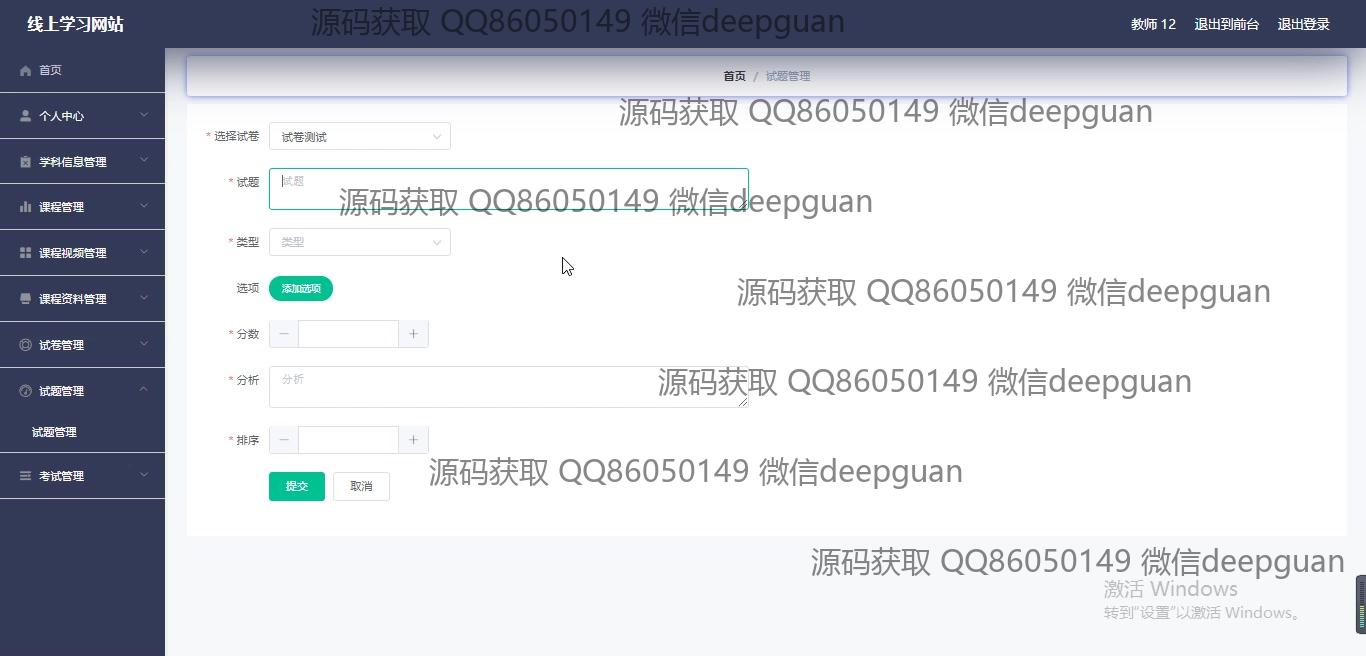 线上学习网站
源码获取 QQ86050149 微信deepguan
教师 12 退出到前台 退出登录
首页
首页 / 试题管理
源码获取 QQ86050149 微信deepguan
个人中心
* 选择试卷 试卷测试
学科信息管理
* 试题 试题
源码获取 QQ86050149 微信deepguan
课程管理
* 类型 类型
课程视频管理
选项 添加选项
源码获取 QQ86050149 微信deepguan
课程资料管理
* 分数
试卷管理
* 分析 分析
源码获取 QQ86050149 微信deepguan
试题管理
试题管理
* 排序
考试管理
源码获取 QQ86050149 微信deepguan
提交 取消
源码获取 QQ86050149 微信deepguan
激活 Windows
转到"设置"以激活 Windows。